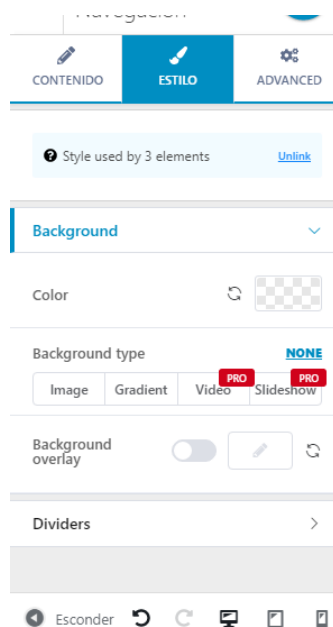 Navegación
CONTENIDO
ESTILO
ADVANCED
Style used by 3 elements
Unlink
Background
Color
Background type
NONE
PRO
PRO
Image
Gradient
Video
Slideshow
Background
overlay
Dividers
Esconder